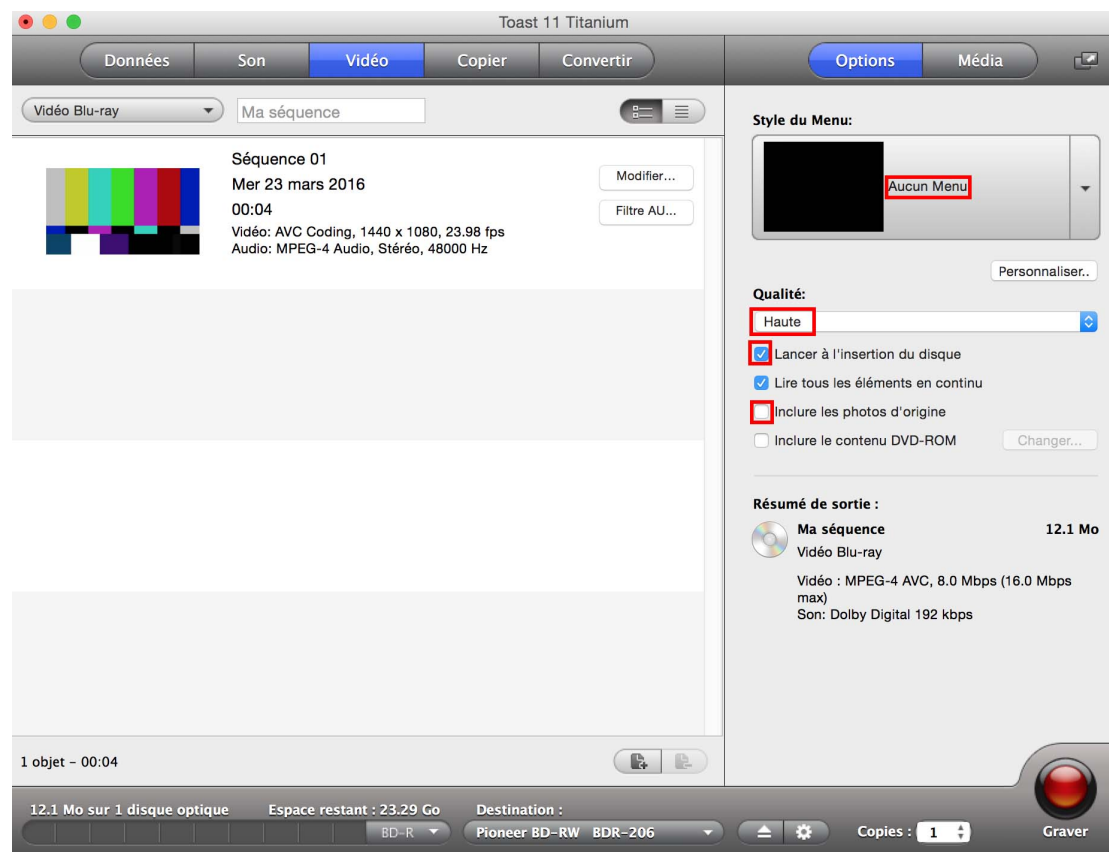 Toast 11 Titanium
Données Son Vidéo Copier Convertir
Options Média
Vidéo Blu-ray Ma séquence
Séquence 01
Mer 23 mars 2016
00:04
Vidéo: AVC Coding, 1440 x 1080, 23.98 fps
Audio: MPEG-4 Audio, Stéréo, 48000 Hz
Modifier...
Filtre AU...
Style du Menu:
Aucun Menu
Personnaliser..
Qualité:
Haute
Lancer à l'insertion du disque
Lire tous les éléments en continu
Inclure les photos d'origine
Inclure le contenu DVD-ROM Changer...
Résumé de sortie :
Ma séquence 12.1 Mo
Vidéo Blu-ray
Vidéo : MPEG-4 AVC, 8.0 Mbps (16.0 Mbps
max)
Son: Dolby Digital 192 kbps
1 objet – 00:04
12.1 Mo sur 1 disque optique Espace restant : 23.29 Go Destination :
BD-R Pioneer BD-RW BDR-206 Copies : 1 Graver